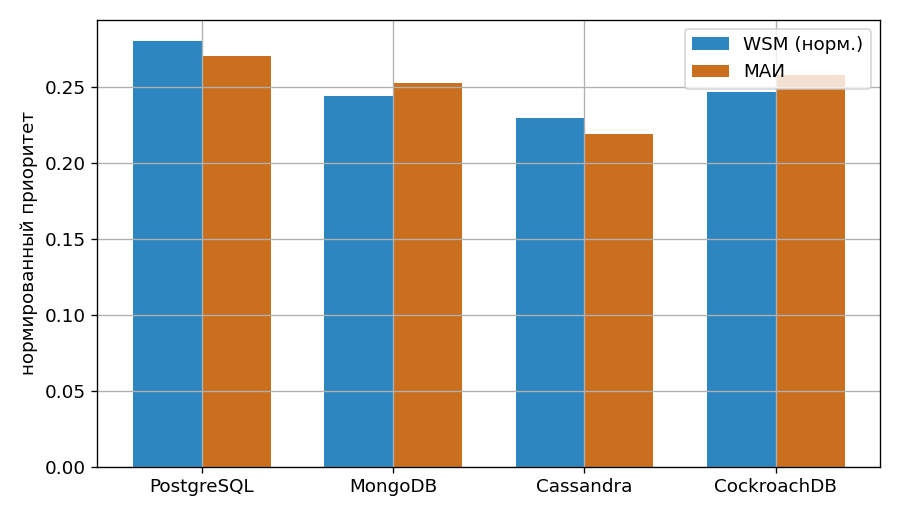 WSM (норм.)
МАИ
нормированный приоритет
0.25
0.20
0.15
0.10
0.05
0.00
PostgreSQL MongoDB Cassandra CockroachDB